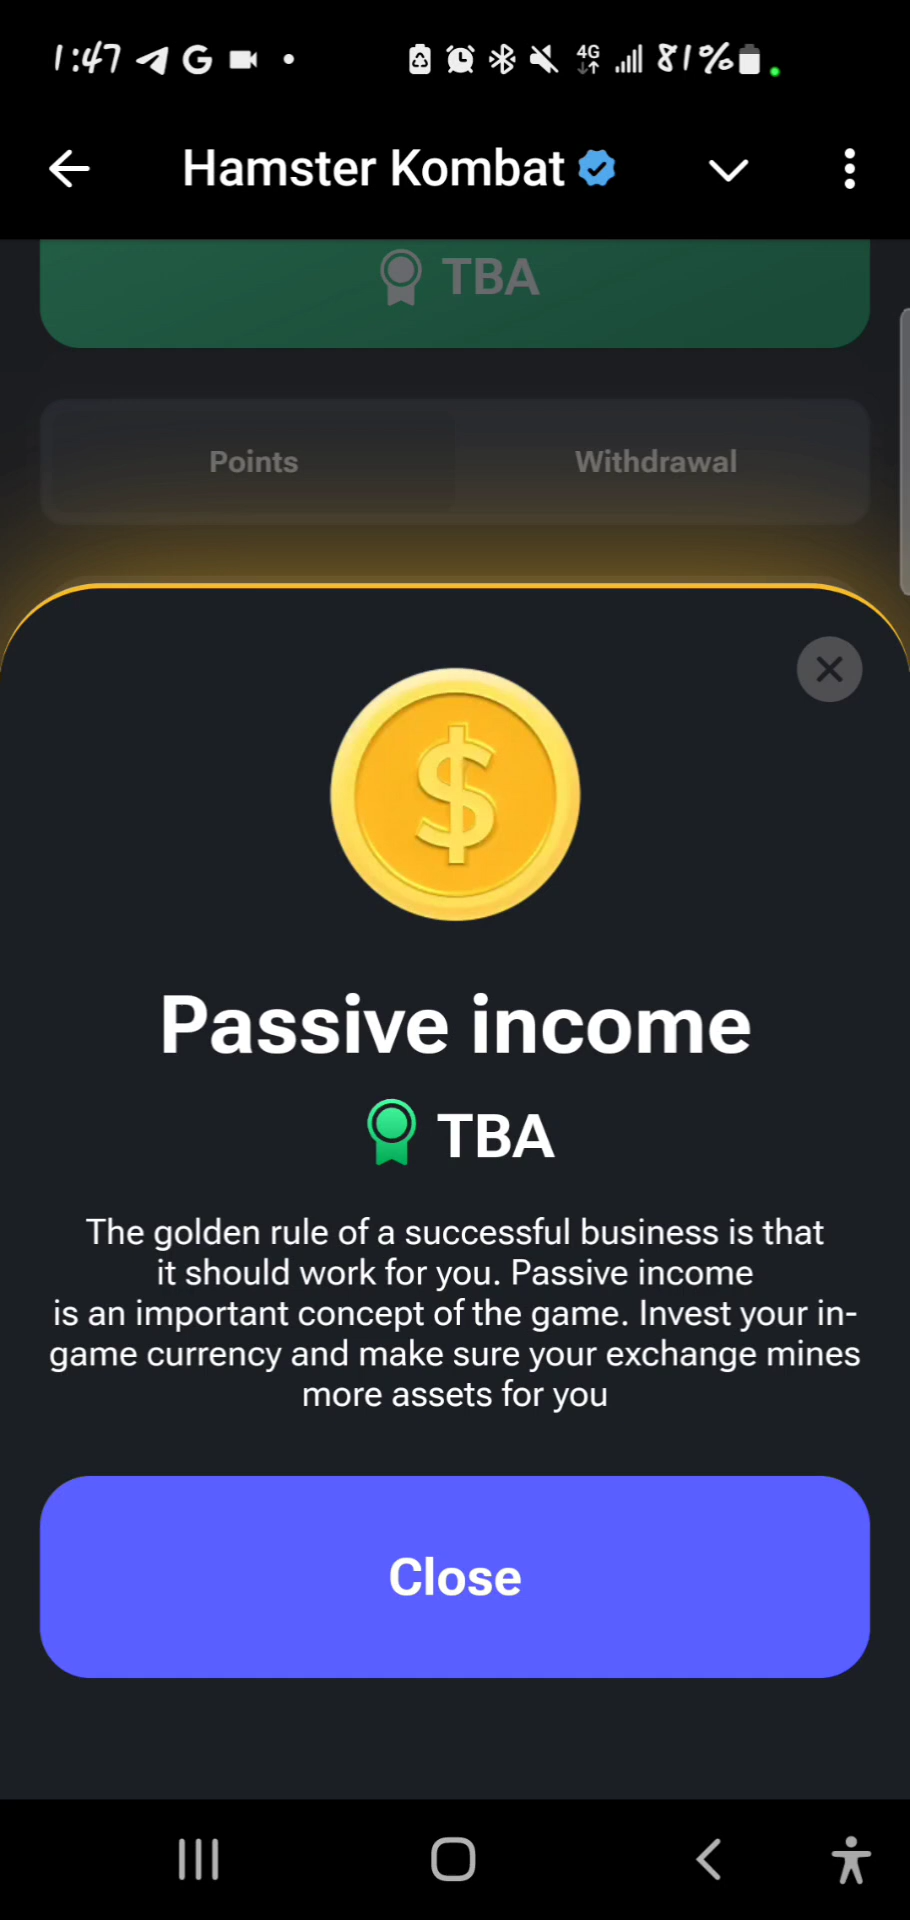 1:47 4G 81%
Hamster Kombat
TBA
Points Withdrawal
$
Passive income
TBA
The golden rule of a successful business is that
it should work for you. Passive income
is an important concept of the game. Invest your in-
game currency and make sure your exchange mines
more assets for you
Close